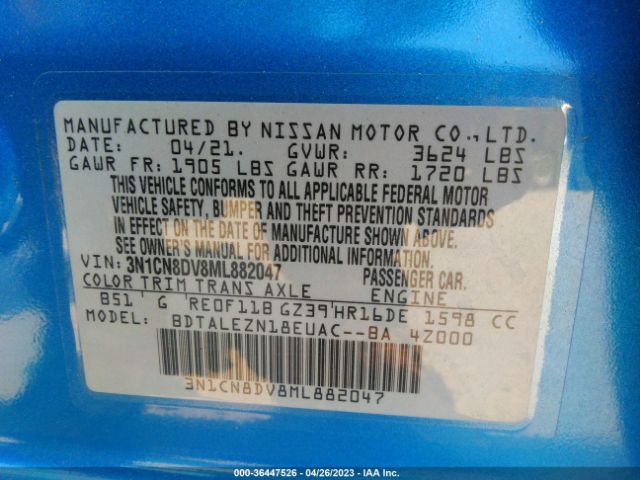 MANUFACTURED BY NISSAN MOTOR CO.,LTD.
DATE: 04/21. GVWR: 3624 LBS
GAWR FR: 1905 LBS GAWR RR: 1720 LBS
THIS VEHICLE CONFORMS TO ALL APPLICABLE FEDERAL MOTOR
VEHICLE SAFETY, BUMPER AND THEFT PREVENTION STANDARDS
IN EFFECT ON THE DATE OF MANUFACTURE SHOWN ABOVE.
SEE OWNER'S MANUAL FOR ADDITIONAL INFORMATION.
VIN: 3N1CN8DV8ML882047 PASSENGER CAR.
COLOR TRIM TRANS AXLE ENGINE
B51 ' G 'RE0F11B GZ39'HR16DE 1598 CC
MODEL: BDTALEZN18EUAC--BA 4Z000
3N1CN8DV8ML882047
000-36447526 - 04/26/2023 - IAA Inc.